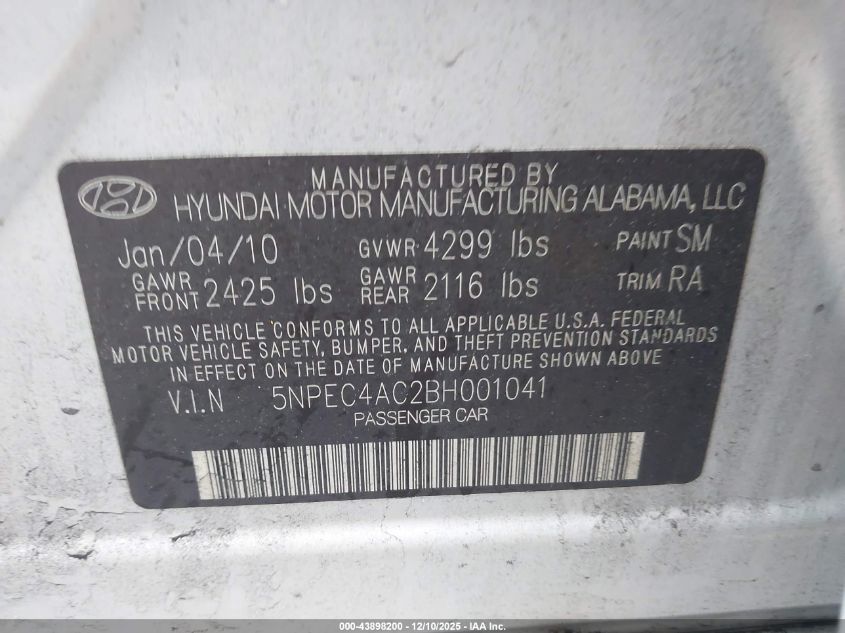 MANUFACTURED BY
HYUNDAI MOTOR MANUFACTURING ALABAMA, LLC
Jan/04/10 GVWR 4299 lbs PAINT SM
GAWR FRONT 2425 lbs GAWR REAR 2116 lbs TRIM RA
THIS VEHICLE CONFORMS TO ALL APPLICABLE U.S.A. FEDERAL
MOTOR VEHICLE SAFETY, BUMPER, AND THEFT PREVENTION STANDARDS
IN EFFECT ON THE DATE OF MANUFACTURE SHOWN ABOVE
V.I.N 5NPEC4AC2BH001041
PASSENGER CAR
000-43898200 - 12/10/2025 - IAA Inc.